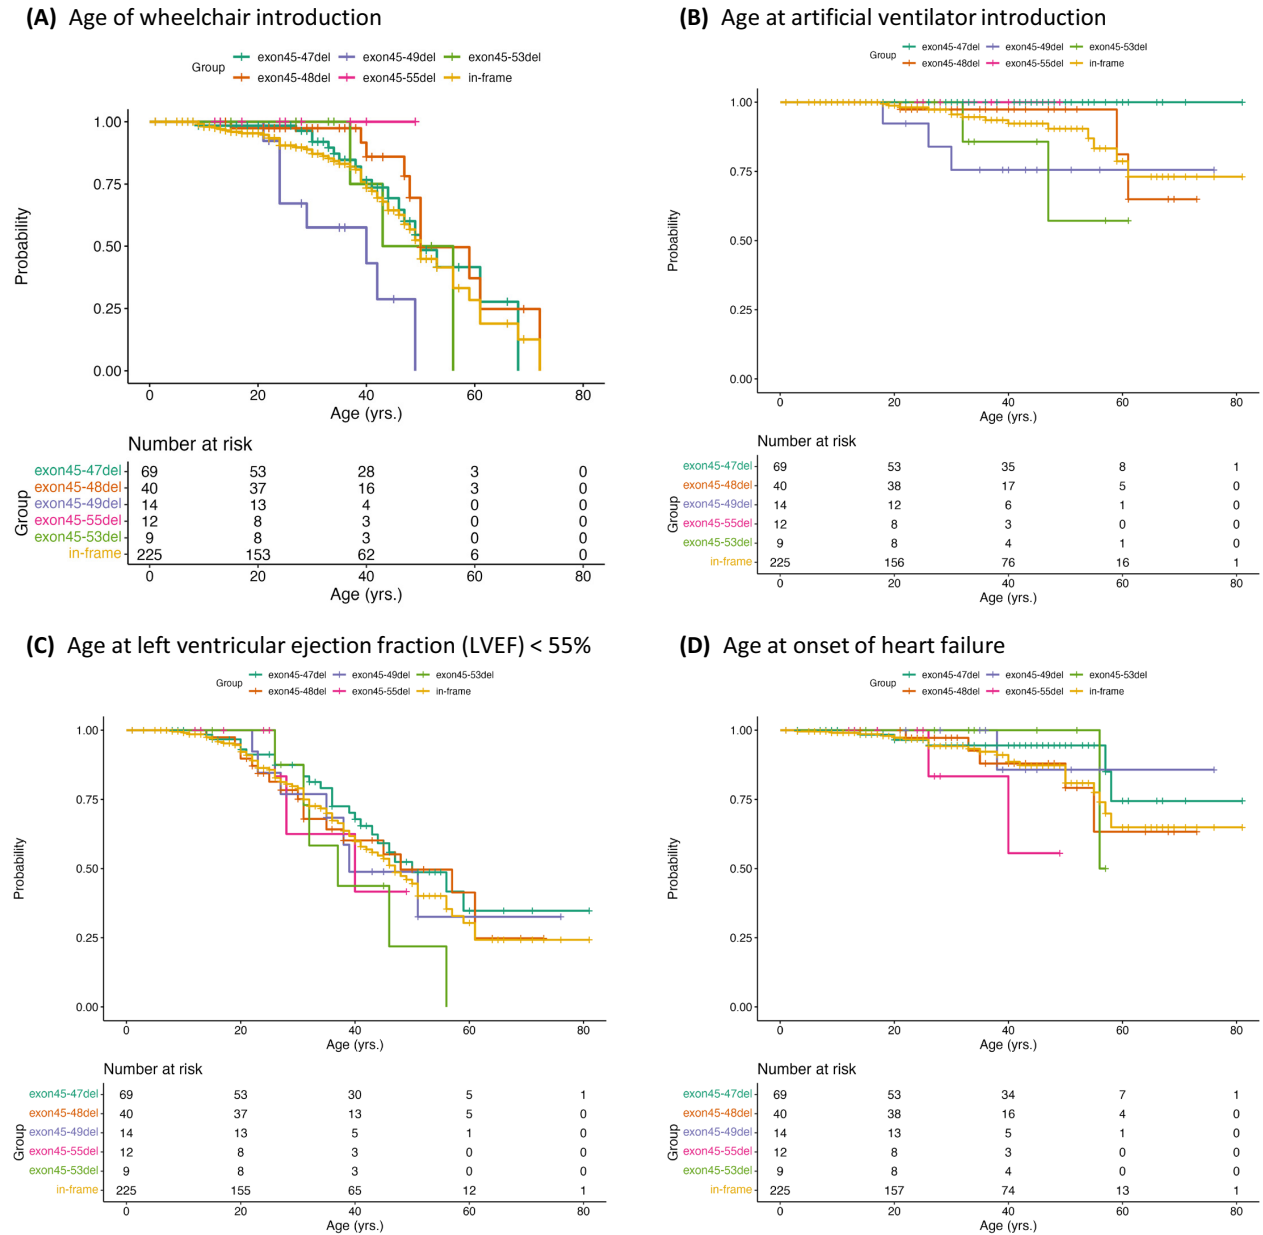 (A) Age of wheelchair introduction
Group
exon45-47del exon45-49del exon45-53del
exon45-48del exon45-55del in-frame
1.00
0.75
0.50
0.25
0.00
Probability
0 20 40 60 80
Age (yrs.)
Number at risk
Group
exon45-47del 69 53 28 3 0
exon45-48del 40 37 16 3 0
exon45-49del 14 13 4 0 0
exon45-55del 12 8 3 0 0
exon45-53del 9 8 3 0 0
in-frame 225 153 62 6 0
0 20 40 60 80
Age (yrs.)
(B) Age at artificial ventilator introduction
Group
exon45-47del exon45-49del exon45-53del
exon45-48del exon45-55del in-frame
1.00
0.75
0.50
0.25
0.00
Probability
0 20 40 60 80
Age (yrs.)
Number at risk
Group
exon45-47del 69 53 35 8 1
exon45-48del 40 38 17 5 0
exon45-49del 14 12 6 1 0
exon45-55del 12 8 3 0 0
exon45-53del 9 8 4 1 0
in-frame 225 156 76 16 1
0 20 40 60 80
Age (yrs.)
(C) Age at left ventricular ejection fraction (LVEF) < 55%
Group
exon45-47del exon45-49del exon45-53del
exon45-48del exon45-55del in-frame
1.00
0.75
0.50
0.25
0.00
Probability
0 20 40 60 80
Age (yrs.)
Number at risk
Group
exon45-47del 69 53 30 5 1
exon45-48del 40 37 13 5 0
exon45-49del 14 13 5 1 0
exon45-55del 12 8 3 0 0
exon45-53del 9 8 3 0 0
in-frame 225 155 65 12 1
0 20 40 60 80
Age (yrs.)
(D) Age at onset of heart failure
Group
exon45-47del exon45-49del exon45-53del
exon45-48del exon45-55del in-frame
1.00
0.75
0.50
0.25
0.00
Probability
0 20 40 60 80
Age (yrs.)
Number at risk
Group
exon45-47del 69 53 34 7 1
exon45-48del 40 38 16 4 0
exon45-49del 14 13 5 1 0
exon45-55del 12 8 3 0 0
exon45-53del 9 8 4 0 0
in-frame 225 157 74 13 1
0 20 40 60 80
Age (yrs.)